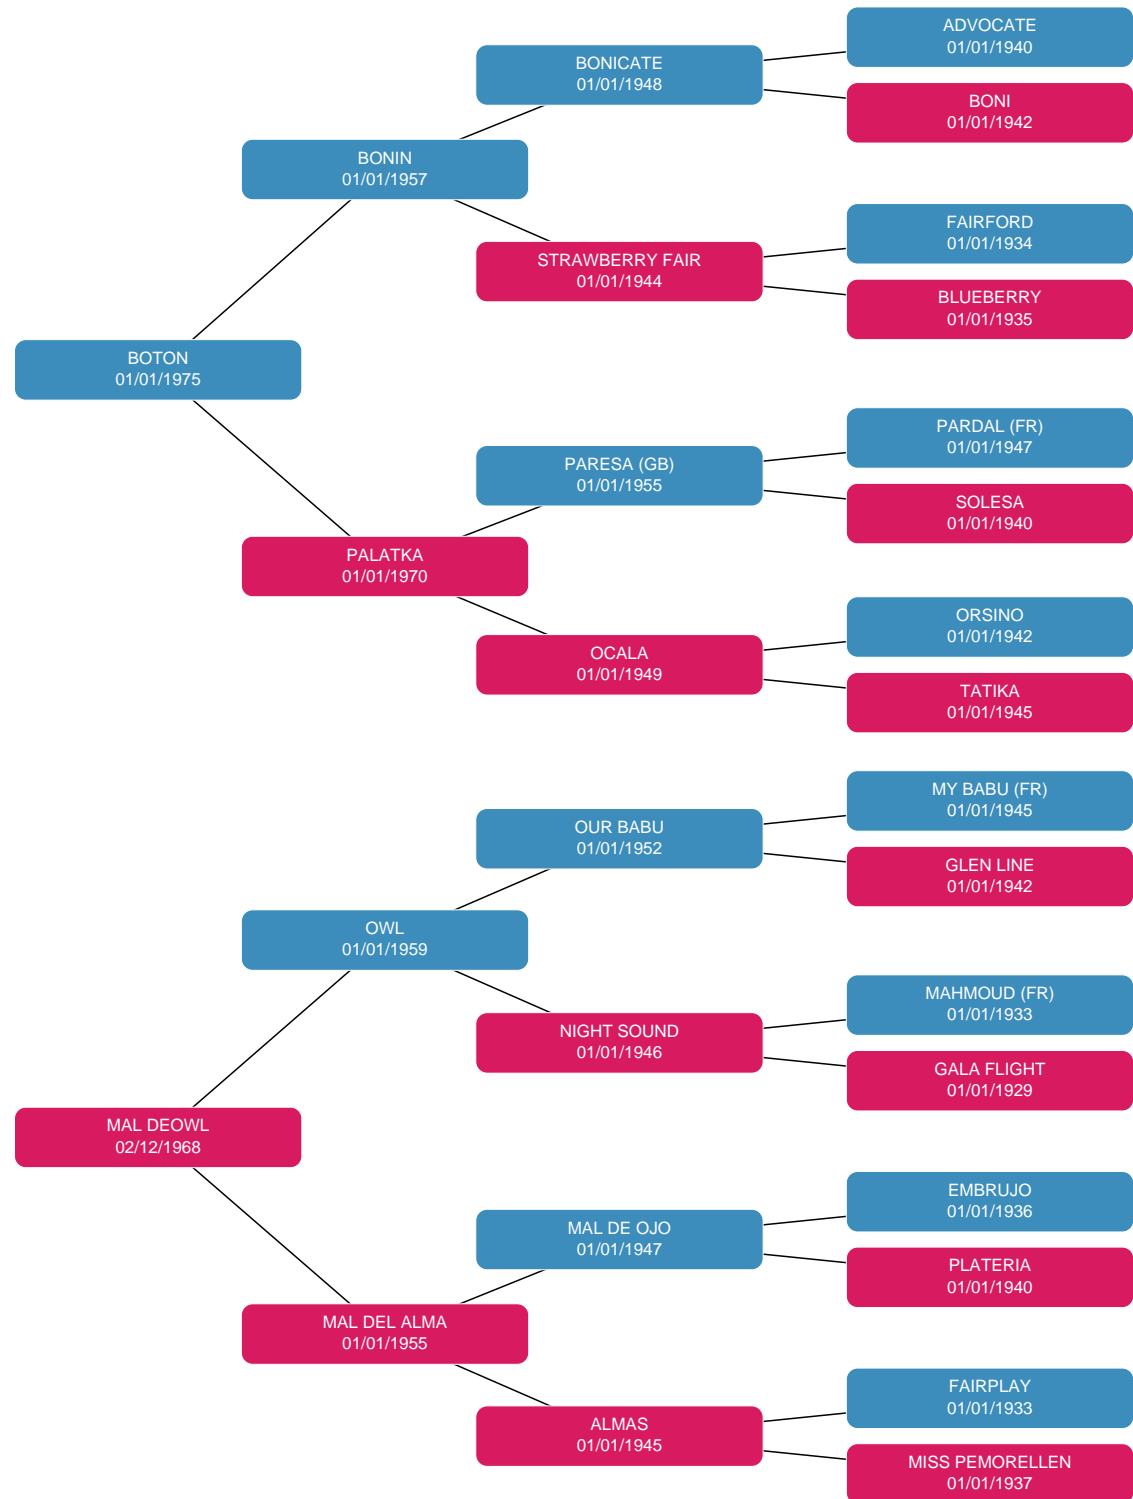 ADVOCATE
01/01/1940
BONICATE
01/01/1948
BONI
01/01/1942
BONIN
01/01/1957
FAIRFORD
01/01/1934
STRAWBERRY FAIR
01/01/1944
BLUEBERRY
01/01/1935
BOTON
01/01/1975
PARDAL (FR)
01/01/1947
PARESA (GB)
01/01/1955
SOLESA
01/01/1940
PALATKA
01/01/1970
ORSINO
01/01/1942
OCALA
01/01/1949
TATIKA
01/01/1945
MY BABU (FR)
01/01/1945
OUR BABU
01/01/1952
GLEN LINE
01/01/1942
OWL
01/01/1959
MAHMOUD (FR)
01/01/1933
NIGHT SOUND
01/01/1946
GALA FLIGHT
01/01/1929
MAL DEOWL
02/12/1968
EMBRUJO
01/01/1936
MAL DE OJO
01/01/1947
PLATERIA
01/01/1940
MAL DEL ALMA
01/01/1955
FAIRPLAY
01/01/1933
ALMAS
01/01/1945
MISS PEMORELLEN
01/01/1937